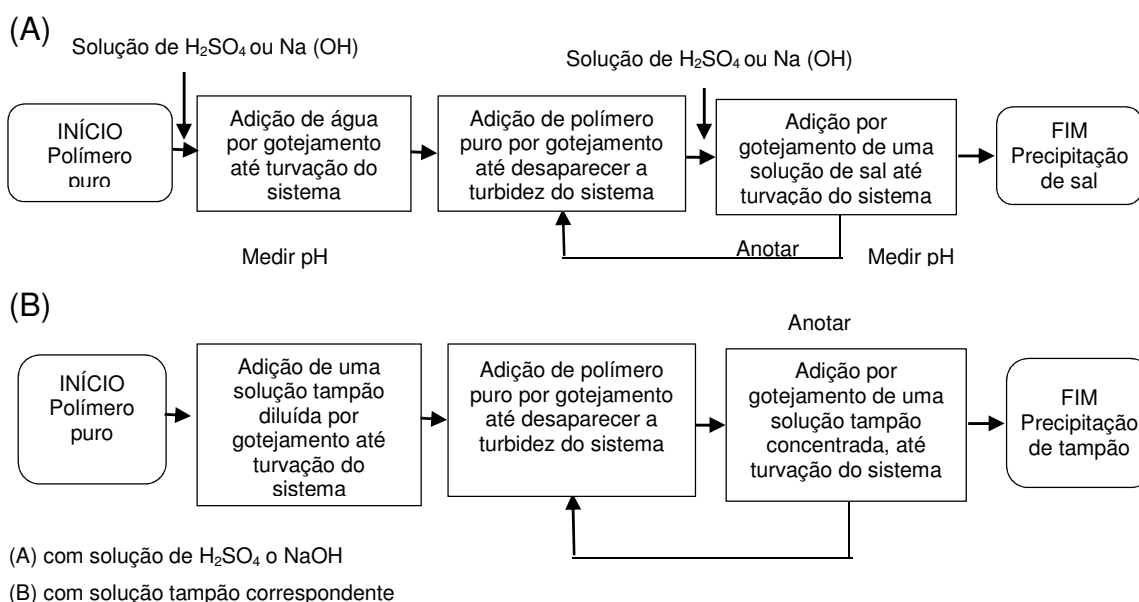 (A)
Solução de H₂SO₄ ou Na (OH)
Solução de H₂SO₄ ou Na (OH)
INÍCIO
Polímero
puro
Adição de água
por gotejamento
até turvação do
sistema
Adição de polímero
puro por gotejamento
até desaparecer a
turbidez do sistema
Adição por
gotejamento de uma
solução de sal até
turvação do sistema
FIM
Precipitação
de sal
Medir pH
Anotar
Medir pH
(B)
Anotar
INÍCIO
Polímero
puro
Adição de uma
solução tampão
diluída por
gotejamento até
turvação do
sistema
Adição de polímero
puro por gotejamento
até desaparecer a
turbidez do sistema
Adição por
gotejamento de uma
solução tampão
concentrada, até
turvação do sistema
FIM
Precipitação
de tampão
(A) com solução de H₂SO₄ o NaOH
(B) com solução tampão correspondente